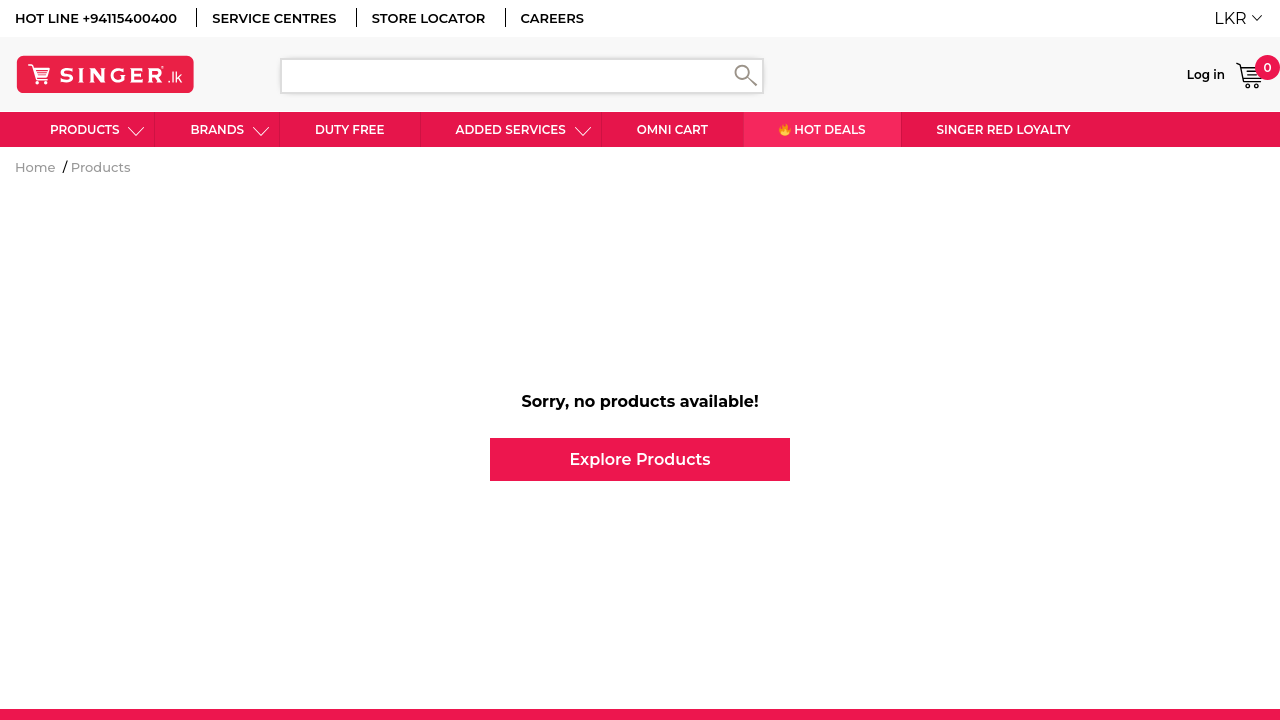 HOT LINE +94115400400 SERVICE CENTRES STORE LOCATOR CAREERS LKR
SINGER® .lk
Log in 0
PRODUCTS BRANDS DUTY FREE ADDED SERVICES OMNI CART 🔥HOT DEALS SINGER RED LOYALTY
Home / Products
Sorry, no products available!
Explore Products